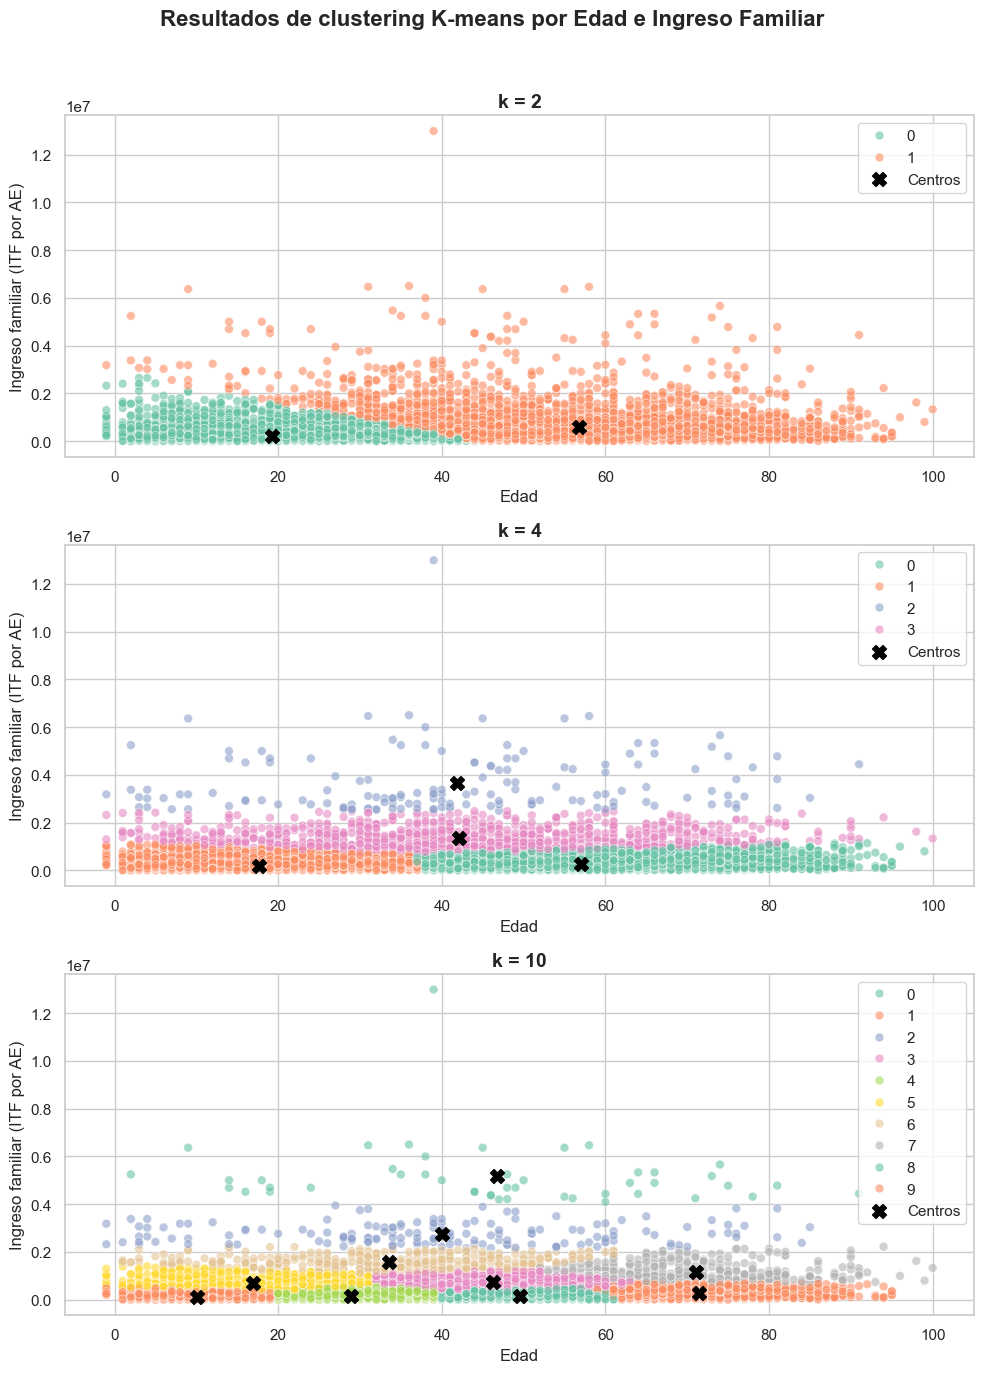 Resultados de clustering K-means por Edad e Ingreso Familiar
k = 2
1e7
Ingreso familiar (ITF por AE)
1.2
1.0
0.8
0.6
0.4
0.2
0.0
0 20 40 60 80 100
Edad
0
1
Centros
k = 4
1e7
Ingreso familiar (ITF por AE)
1.2
1.0
0.8
0.6
0.4
0.2
0.0
0 20 40 60 80 100
Edad
0
1
2
3
Centros
k = 10
1e7
Ingreso familiar (ITF por AE)
1.2
1.0
0.8
0.6
0.4
0.2
0.0
0 20 40 60 80 100
Edad
0
1
2
3
4
5
6
7
8
9
Centros